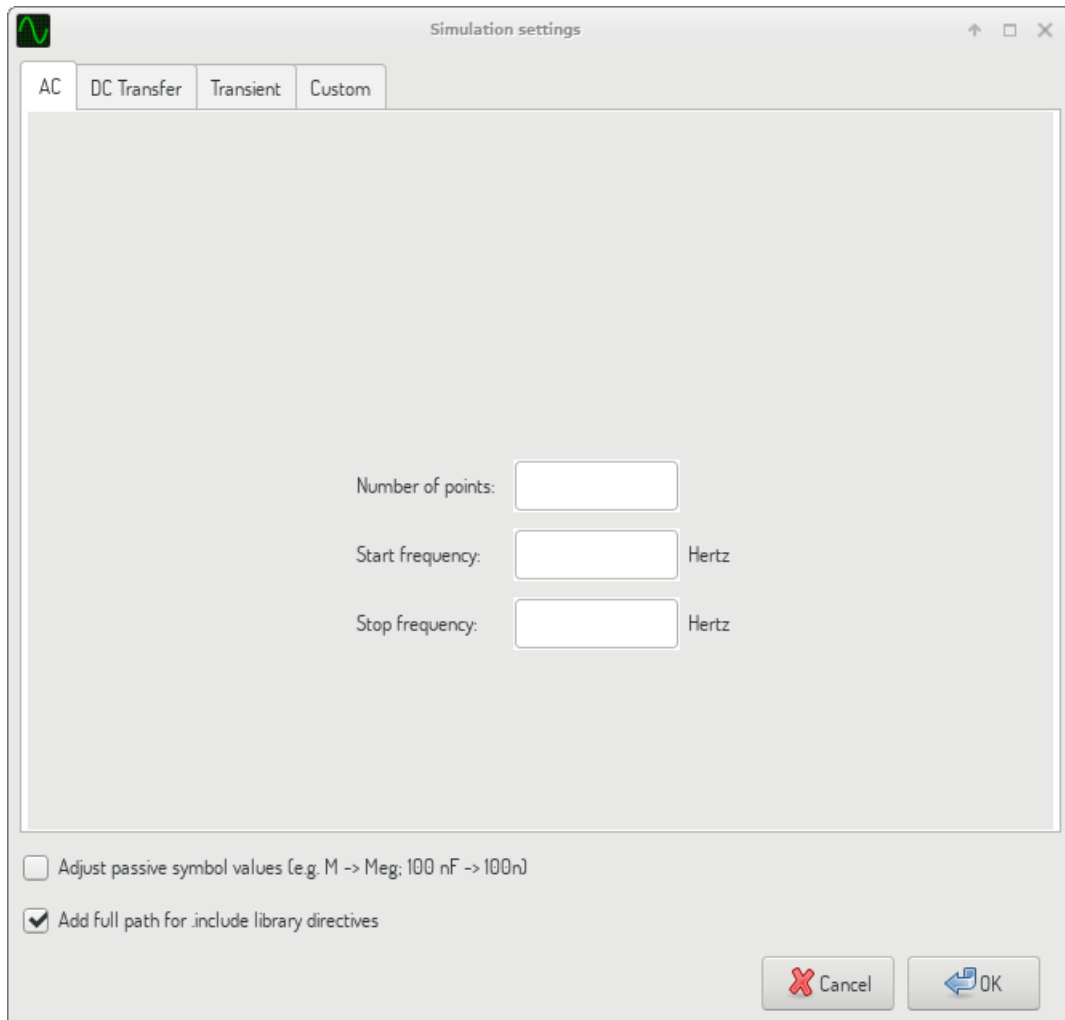 Simulation settings
AC DC Transfer Transient Custom
Number of points:
Start frequency: Hertz
Stop frequency: Hertz
Adjust passive symbol values (e.g. M -> Meg; 100 nF -> 100n)
Add full path for .include library directives
Cancel OK